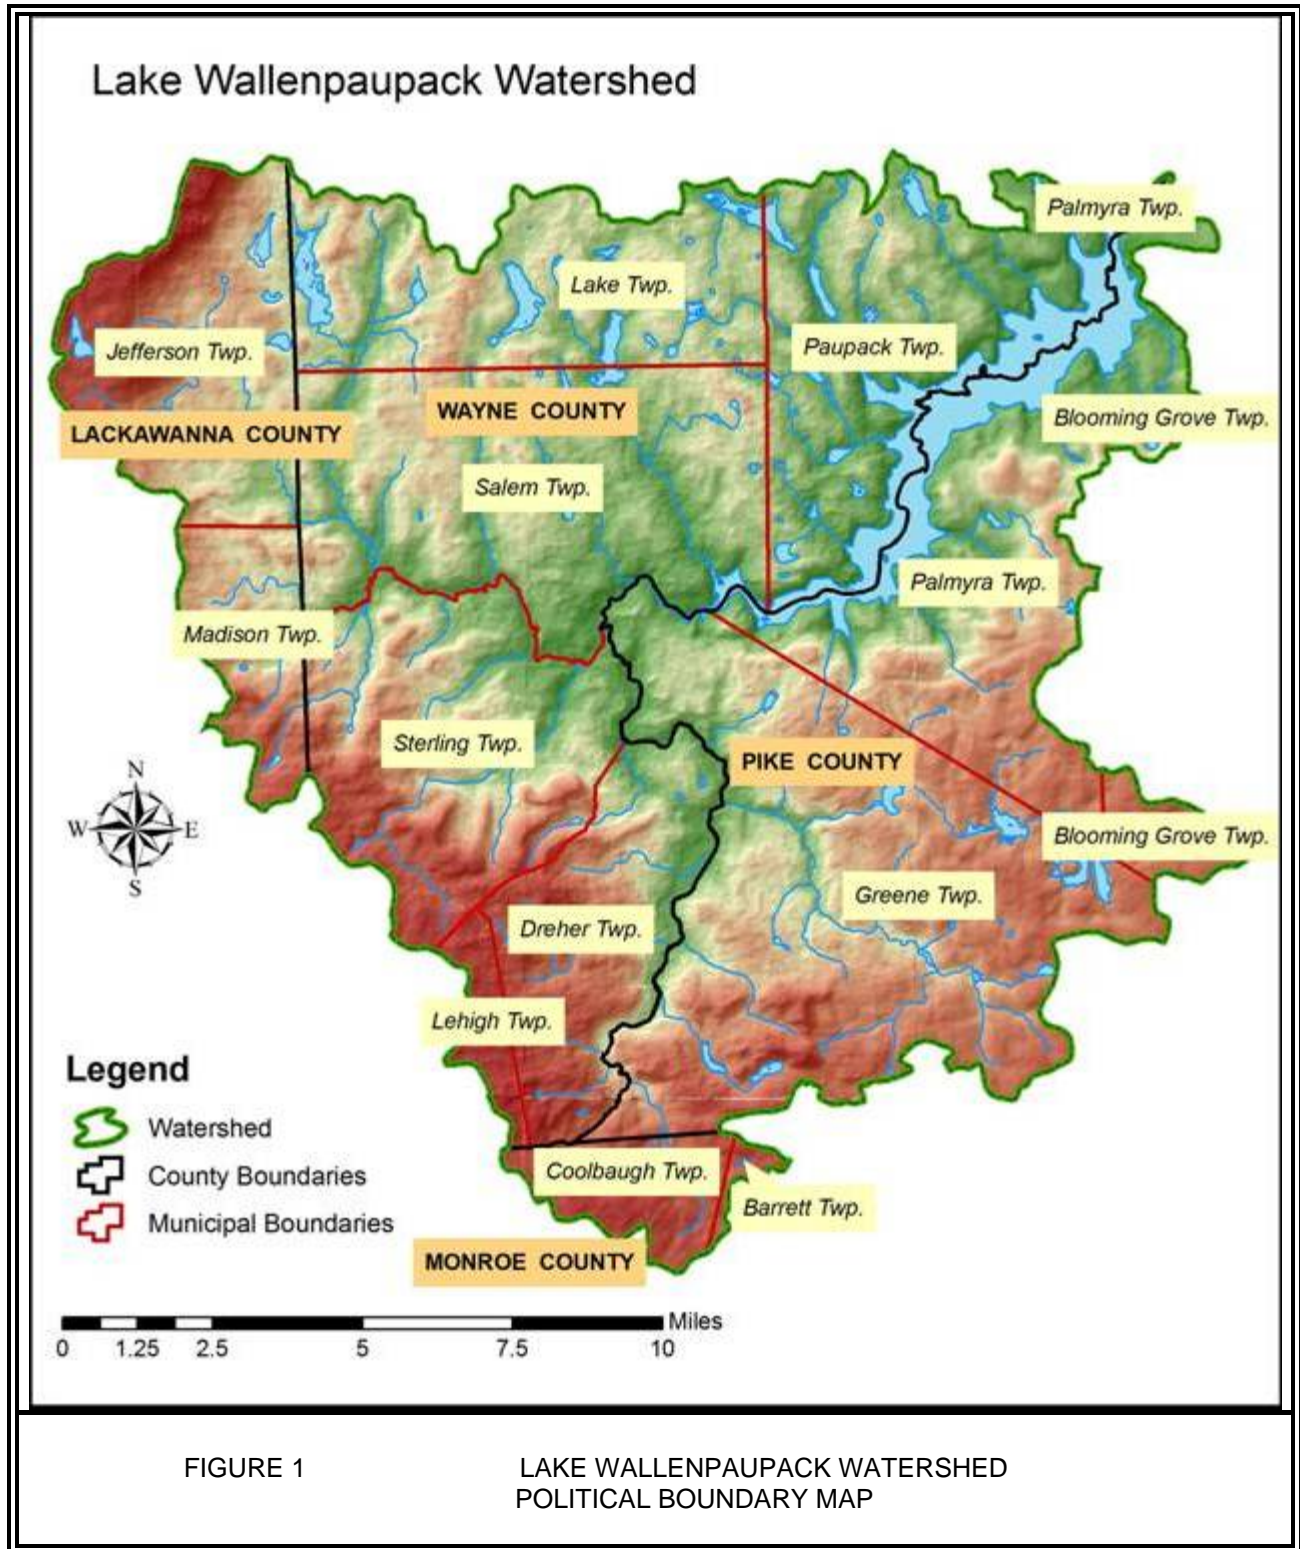 Lake Wallenpaupack Watershed
Palmyra Twp.
Lake Twp.
Jefferson Twp.
Paupack Twp.
WAYNE COUNTY
Blooming Grove Twp.
LACKAWANNA COUNTY
Salem Twp.
Palmyra Twp.
Madison Twp.
Sterling Twp.
PIKE COUNTY
N
W
E
S
Blooming Grove Twp.
Greene Twp.
Dreher Twp.
Lehigh Twp.
Legend
Watershed
County Boundaries
Municipal Boundaries
Coolbaugh Twp.
Barrett Twp.
MONROE COUNTY
Miles
0 1.25 2.5 5 7.5 10
FIGURE 1 LAKE WALLENPAUPACK WATERSHED
POLITICAL BOUNDARY MAP